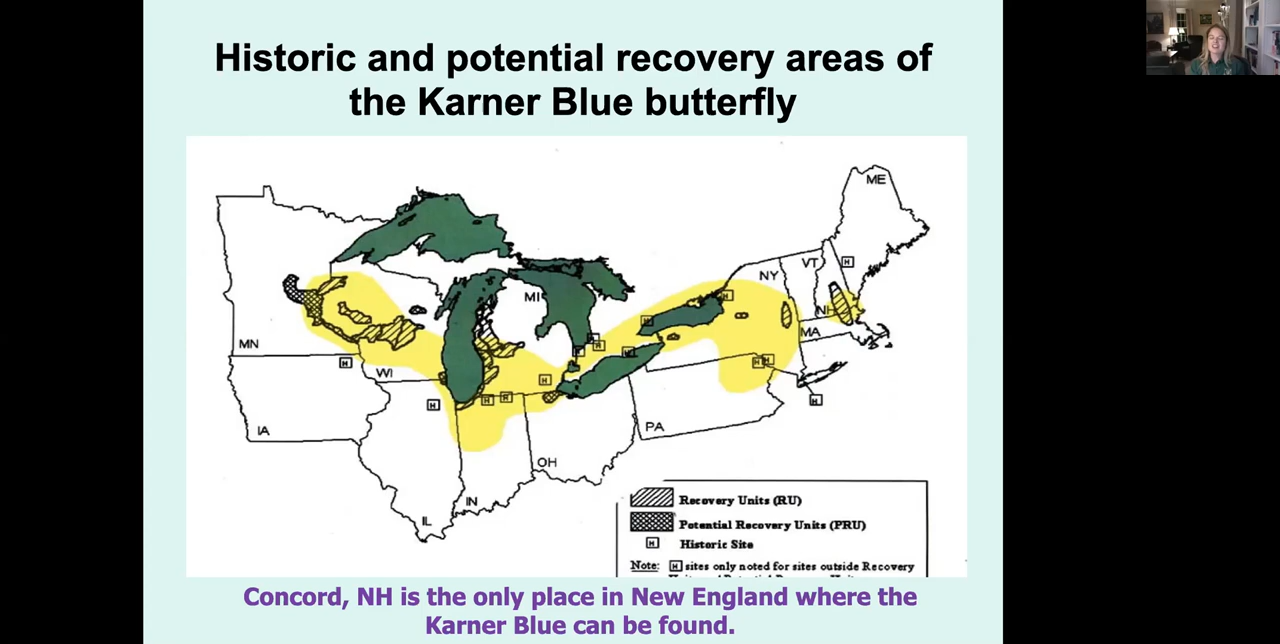 Historic and potential recovery areas of
the Karner Blue butterfly
ME
VT
NY
H
MI
H
NH
H
MA
H
H
MN
H
H
H
H
H
WI
H
H
H
H
H
IA
PA
OH
IN
IL
Recovery Units (RU)
Potential Recovery Units (PRU)
H Historic Site
Note: H sites only noted for sites outside Recovery
Concord, NH is the only place in New England where the
Karner Blue can be found.